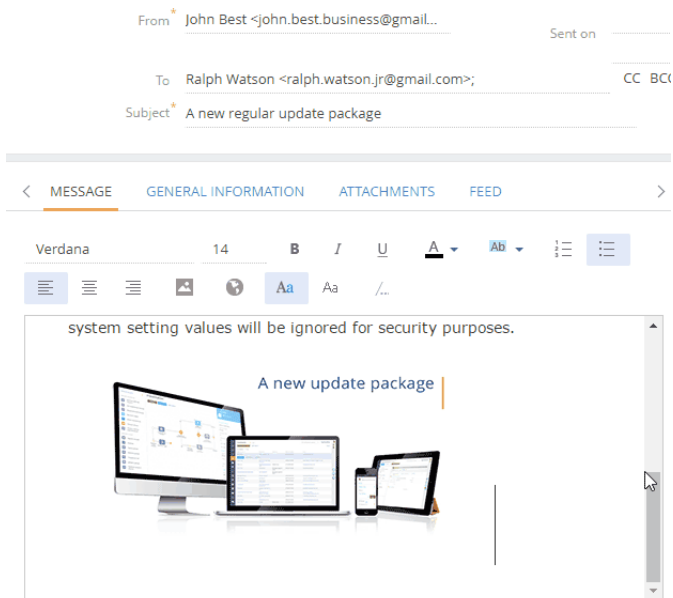 From* John Best <john.best.business@gmail...
Sent on
To Ralph Watson <ralph.watson.jr@gmail.com>; CC BCC
Subject* A new regular update package
MESSAGE GENERAL INFORMATION ATTACHMENTS FEED
Verdana 14 B I U A Ab
Aa Aa /...
system setting values will be ignored for security purposes.
A new update package